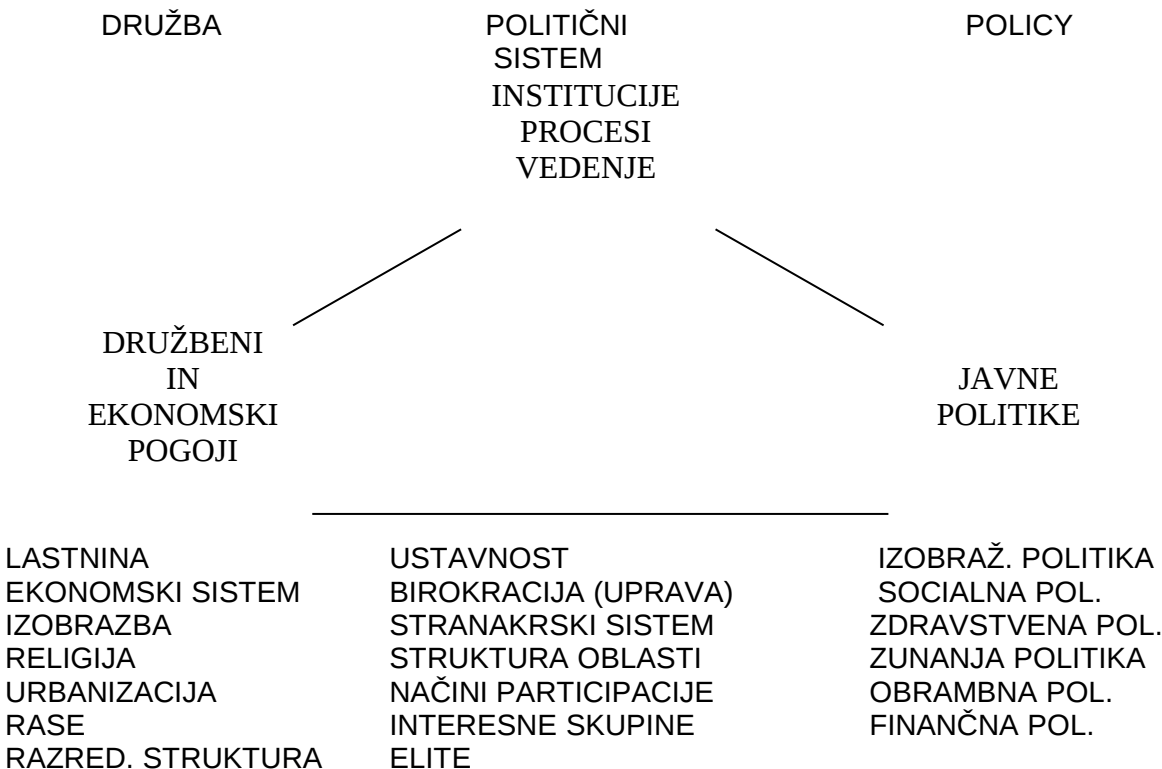 DRUŽBA
POLITIČNI
SISTEM
INSTITUCIJE
PROCESI
VEDENJE
POLICY
DRUŽBENI
IN
EKONOMSKI
POGOJI
JAVNE
POLITIKE
LASTNINA
EKONOMSKI SISTEM
IZOBRAZBA
RELIGIJA
URBANIZACIJA
RASE
RAZRED. STRUKTURA
USTAVNOST
BIROKRACIJA (UPRAVA)
STRANAKRSKI SISTEM
STRUKTURA OBLASTI
NAČINI PARTICIPACIJE
INTERESNE SKUPINE
ELITE
IZOBRAŽ. POLITIKA
SOCIALNA POL.
ZDRAVSTVENA POL.
ZUNANJA POLITIKA
OBRAMBNA POL.
FINANČNA POL.